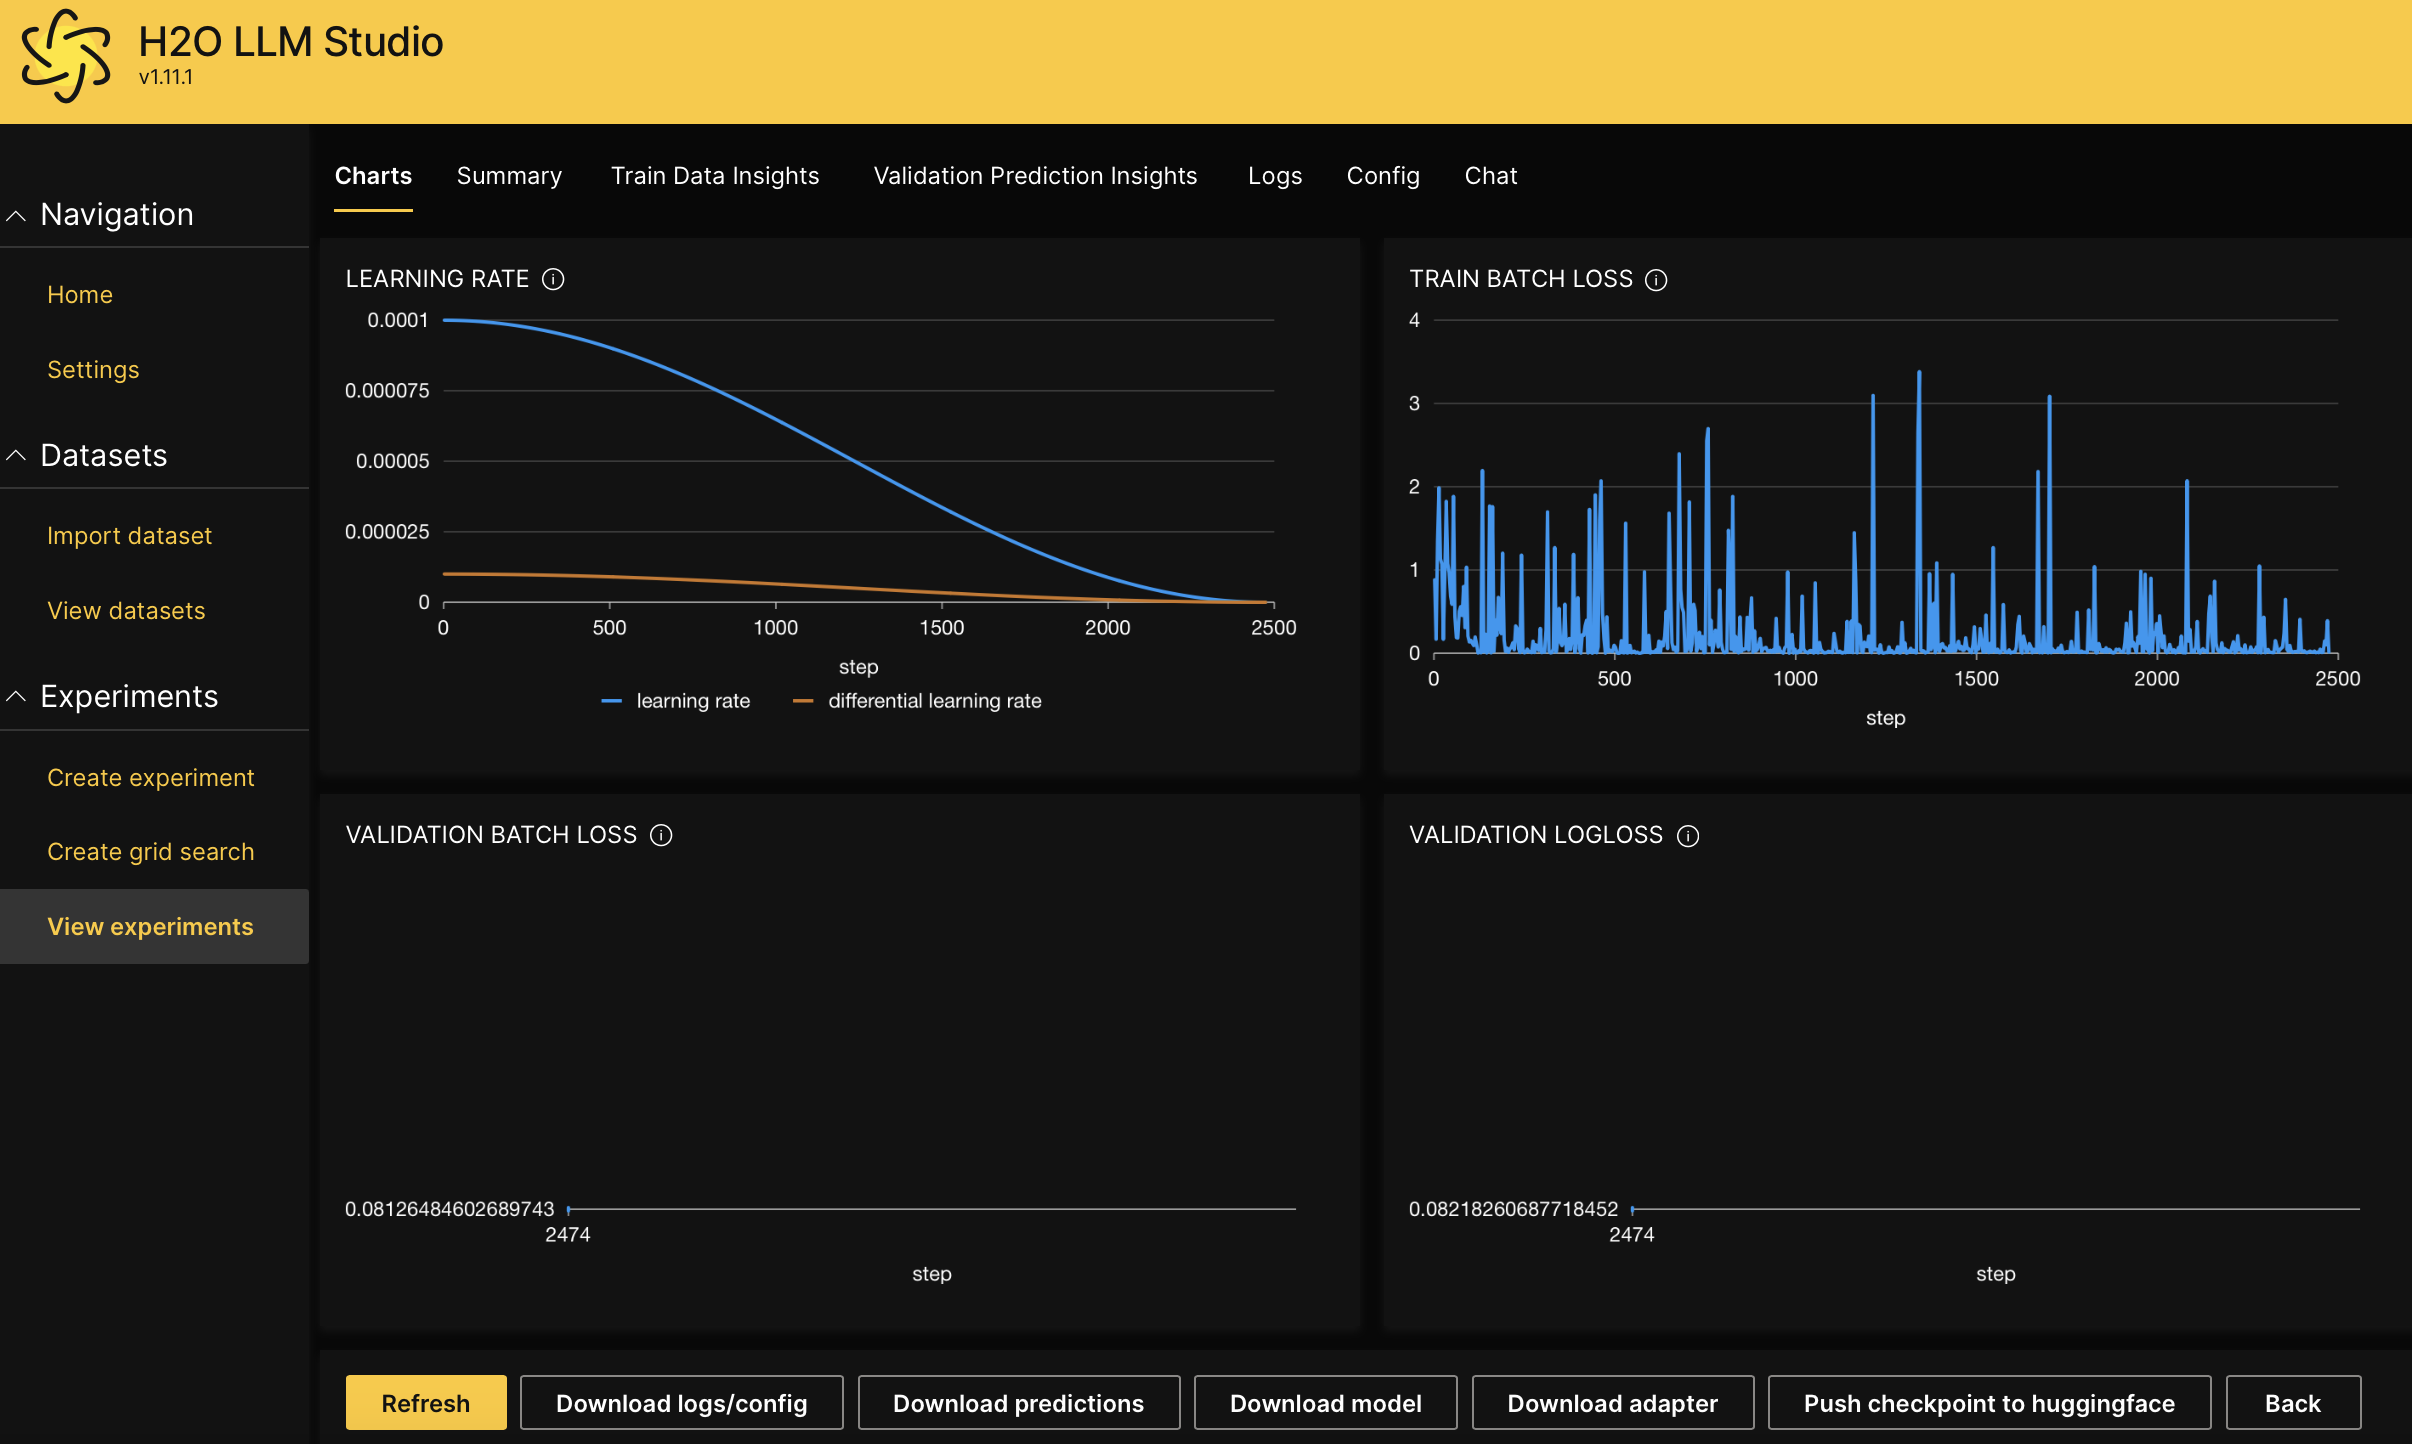 H2O LLM Studio
v1.11.1
Navigation
Home
Settings
Datasets
Import dataset
View datasets
Experiments
Create experiment
Create grid search
View experiments
Charts Summary Train Data Insights Validation Prediction Insights Logs Config Chat
LEARNING RATE
0.0001
0.000075
0.00005
0.000025
0
0 500 1000 1500 2000 2500
step
learning rate differential learning rate
TRAIN BATCH LOSS
4
3
2
1
0
0 500 1000 1500 2000 2500
step
VALIDATION BATCH LOSS
0.08126484602689743
2474
step
VALIDATION LOGLOSS
0.08218260687718452
2474
step
Refresh Download logs/config Download predictions Download model Download adapter Push checkpoint to huggingface Back